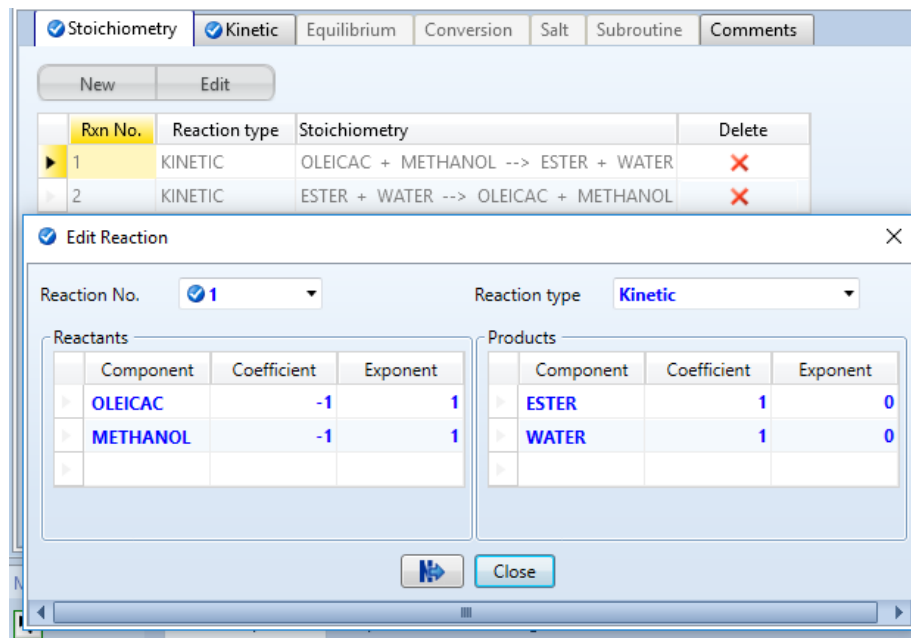 Stoichiometry Kinetic Equilibrium Conversion Salt Subroutine Comments
New Edit
Rxn No. Reaction type Stoichiometry Delete
1 KINETIC OLEICAC + METHANOL --> ESTER + WATER
2 KINETIC ESTER + WATER --> OLEICAC + METHANOL
Edit Reaction
Reaction No. 1 Reaction type Kinetic
Reactants Products
Component Coefficient Exponent Component Coefficient Exponent
OLEICAC -1 1 ESTER 1 0
METHANOL -1 1 WATER 1 0
N Close